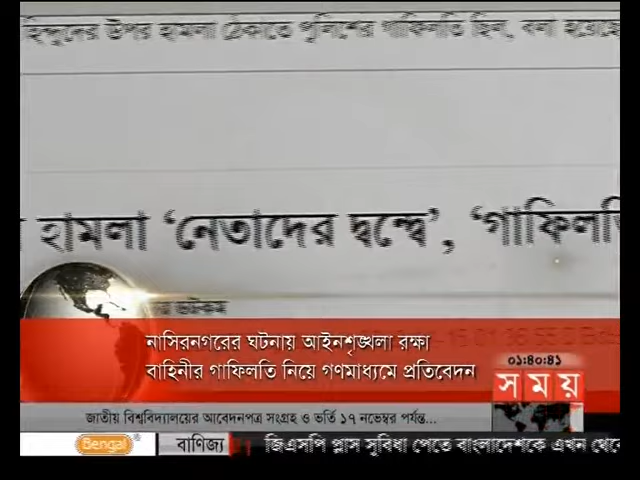 হিন্দুদের উপর হামলা ঠেকাতে পুলিশের গাফিলতি ছিল, বলা হয়েছে
হামলা ‘নেতাদের দ্বন্দ্বে’, ‘গাফিলতি
নাসিরনগরের ঘটনায় আইনশৃঙ্খলা রক্ষা
বাহিনীর গাফিলতি নিয়ে গণমাধ্যমে প্রতিবেদন
০১:৪০:৪১
সময়
জাতীয় বিশ্ববিদ্যালয়ের আবেদনপত্র সংগ্রহ ও ভর্তি ১৭ নভেম্বর পর্যন্ত...
Bengal® বাণিজ্য জিএসপি প্লাস সুবিধা পেতে বাংলাদেশকে এখন থেকে